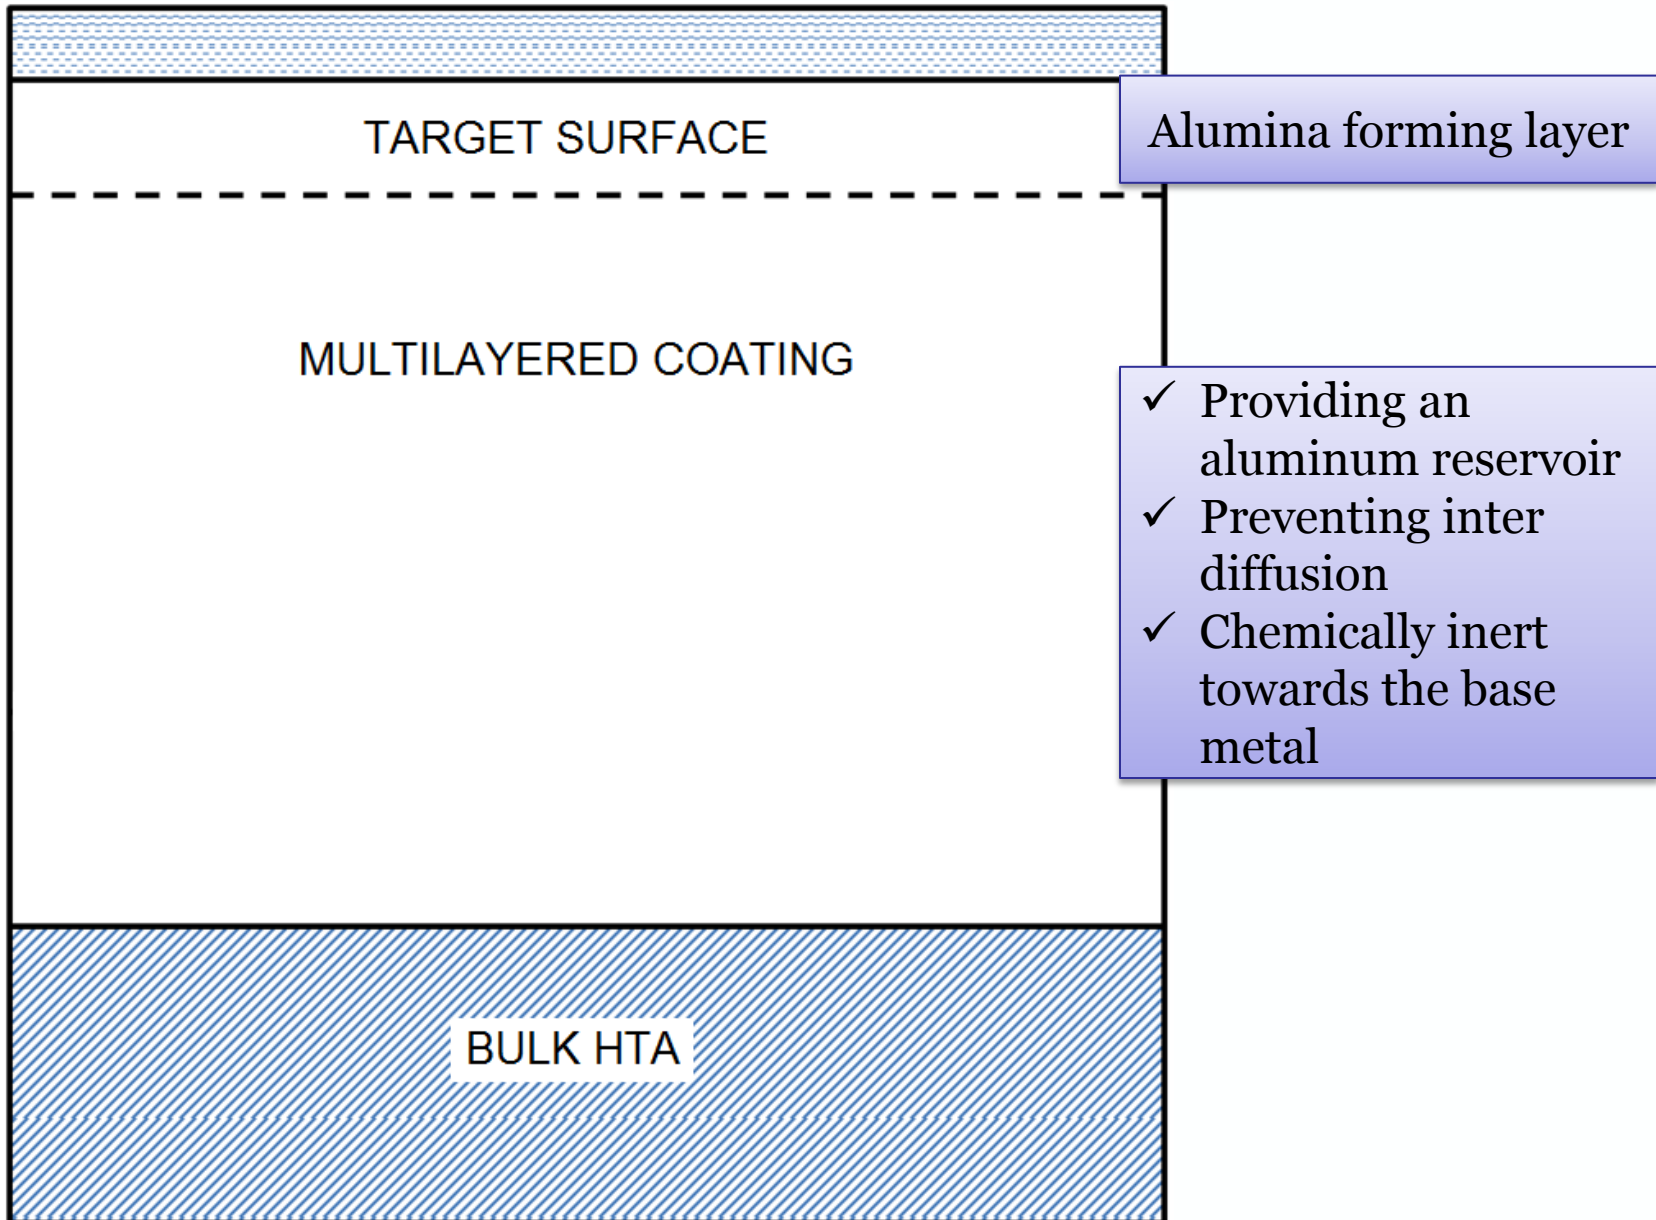 TARGET SURFACE
Alumina forming layer
MULTILAYERED COATING
✓ Providing an
aluminum reservoir
✓ Preventing inter
diffusion
✓ Chemically inert
towards the base
metal
BULK HTA